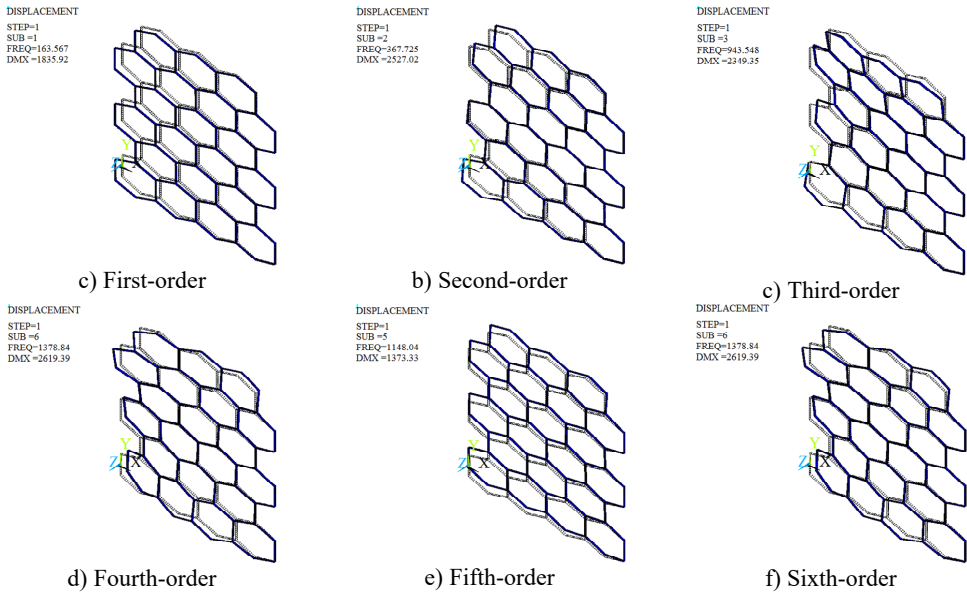 DISPLACEMENT
STEP=1
SUB =1
FREQ=163.567
DMX =1835.92
Y
Z
X
c) First-order
DISPLACEMENT
STEP=1
SUB =2
FREQ=367.725
DMX =2527.02
Y
Z
X
b) Second-order
DISPLACEMENT
STEP=1
SUB =3
FREQ=943.548
DMX =2349.35
Y
Z X
c) Third-order
DISPLACEMENT
STEP=1
SUB =6
FREQ=1378.84
DMX =2619.39
Y
Z X
d) Fourth-order
DISPLACEMENT
STEP=1
SUB =5
FREQ=1148.04
DMX =1373.33
Y
Z X
e) Fifth-order
DISPLACEMENT
STEP=1
SUB =6
FREQ=1378.84
DMX =2619.39
Y
Z X
f) Sixth-order